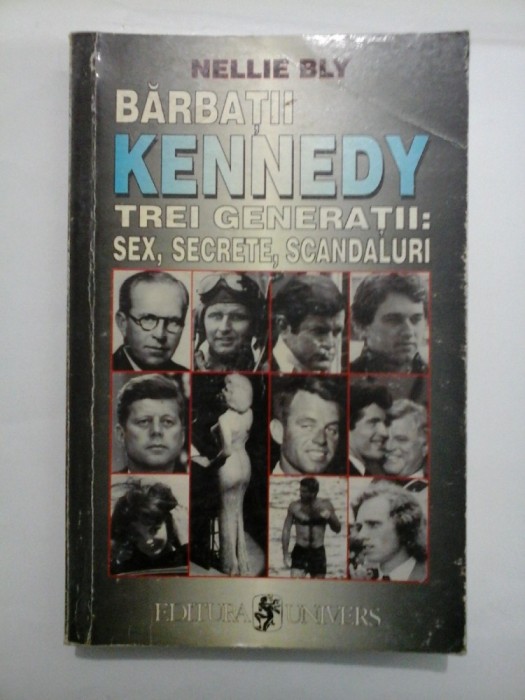 NELLIE BLY
BĂRBAȚII
KENNEDY
TREI GENERAȚII:
SEX, SECRETE, SCANDALURI
EDITURA UNIVERS